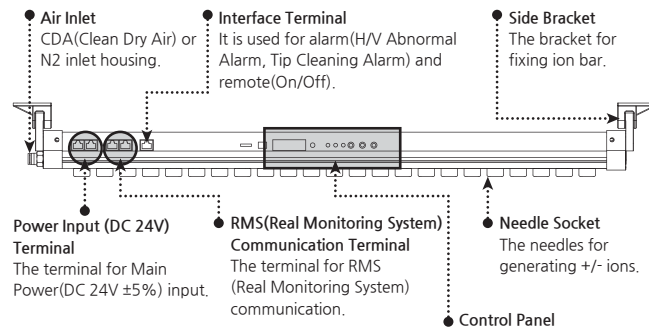 Air Inlet
CDA(Clean Dry Air) or
N2 inlet housing.
Interface Terminal
It is used for alarm(H/V Abnormal
Alarm, Tip Cleaning Alarm) and
remote(On/Off).
Side Bracket
The bracket for
fixing ion bar.
Power Input (DC 24V)
Terminal
The terminal for Main
Power(DC 24V ±5%) input.
RMS(Real Monitoring System)
Communication Terminal
The terminal for RMS
(Real Monitoring System)
communication.
Needle Socket
The needles for
generating +/- ions.
Control Panel